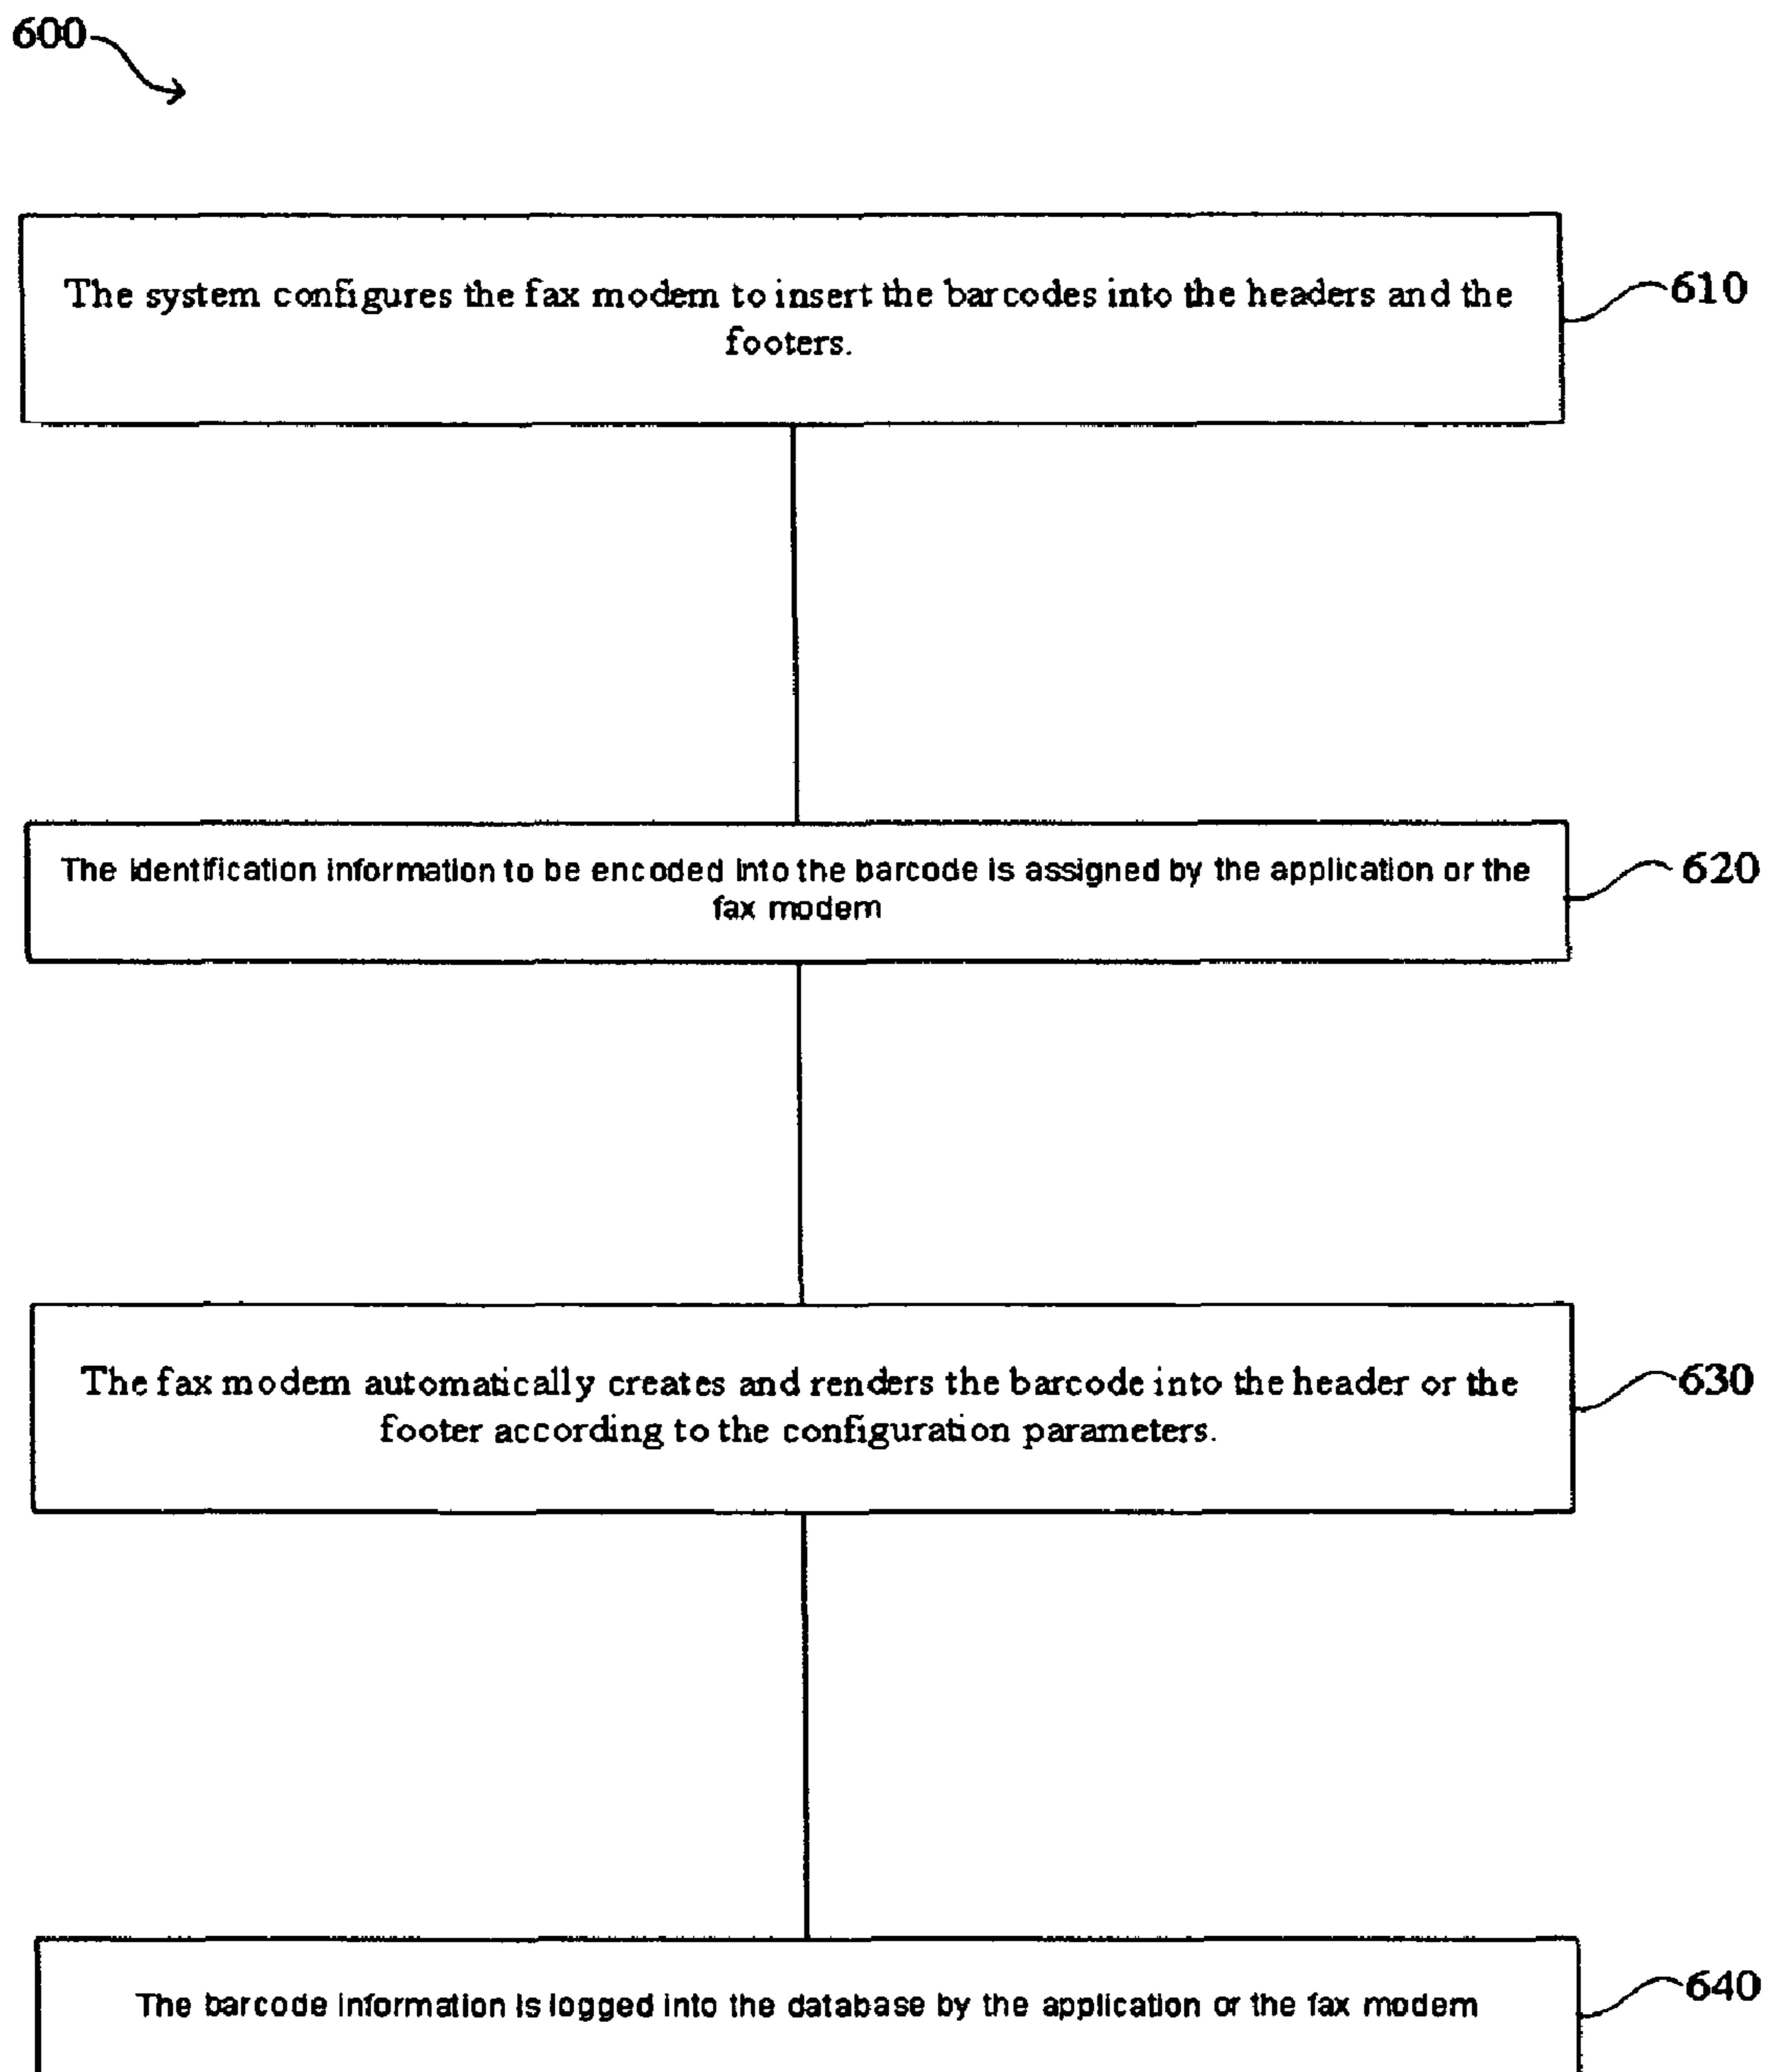 600
The system configures the fax modem to insert the barcodes into the headers and the
footers.
610
The identification information to be encoded into the barcode is assigned by the application or the
fax modem
620
The fax modem automatically creates and renders the barcode into the header or the
footer according to the configuration parameters.
630
The barcode information is logged into the database by the application or the fax modem
640